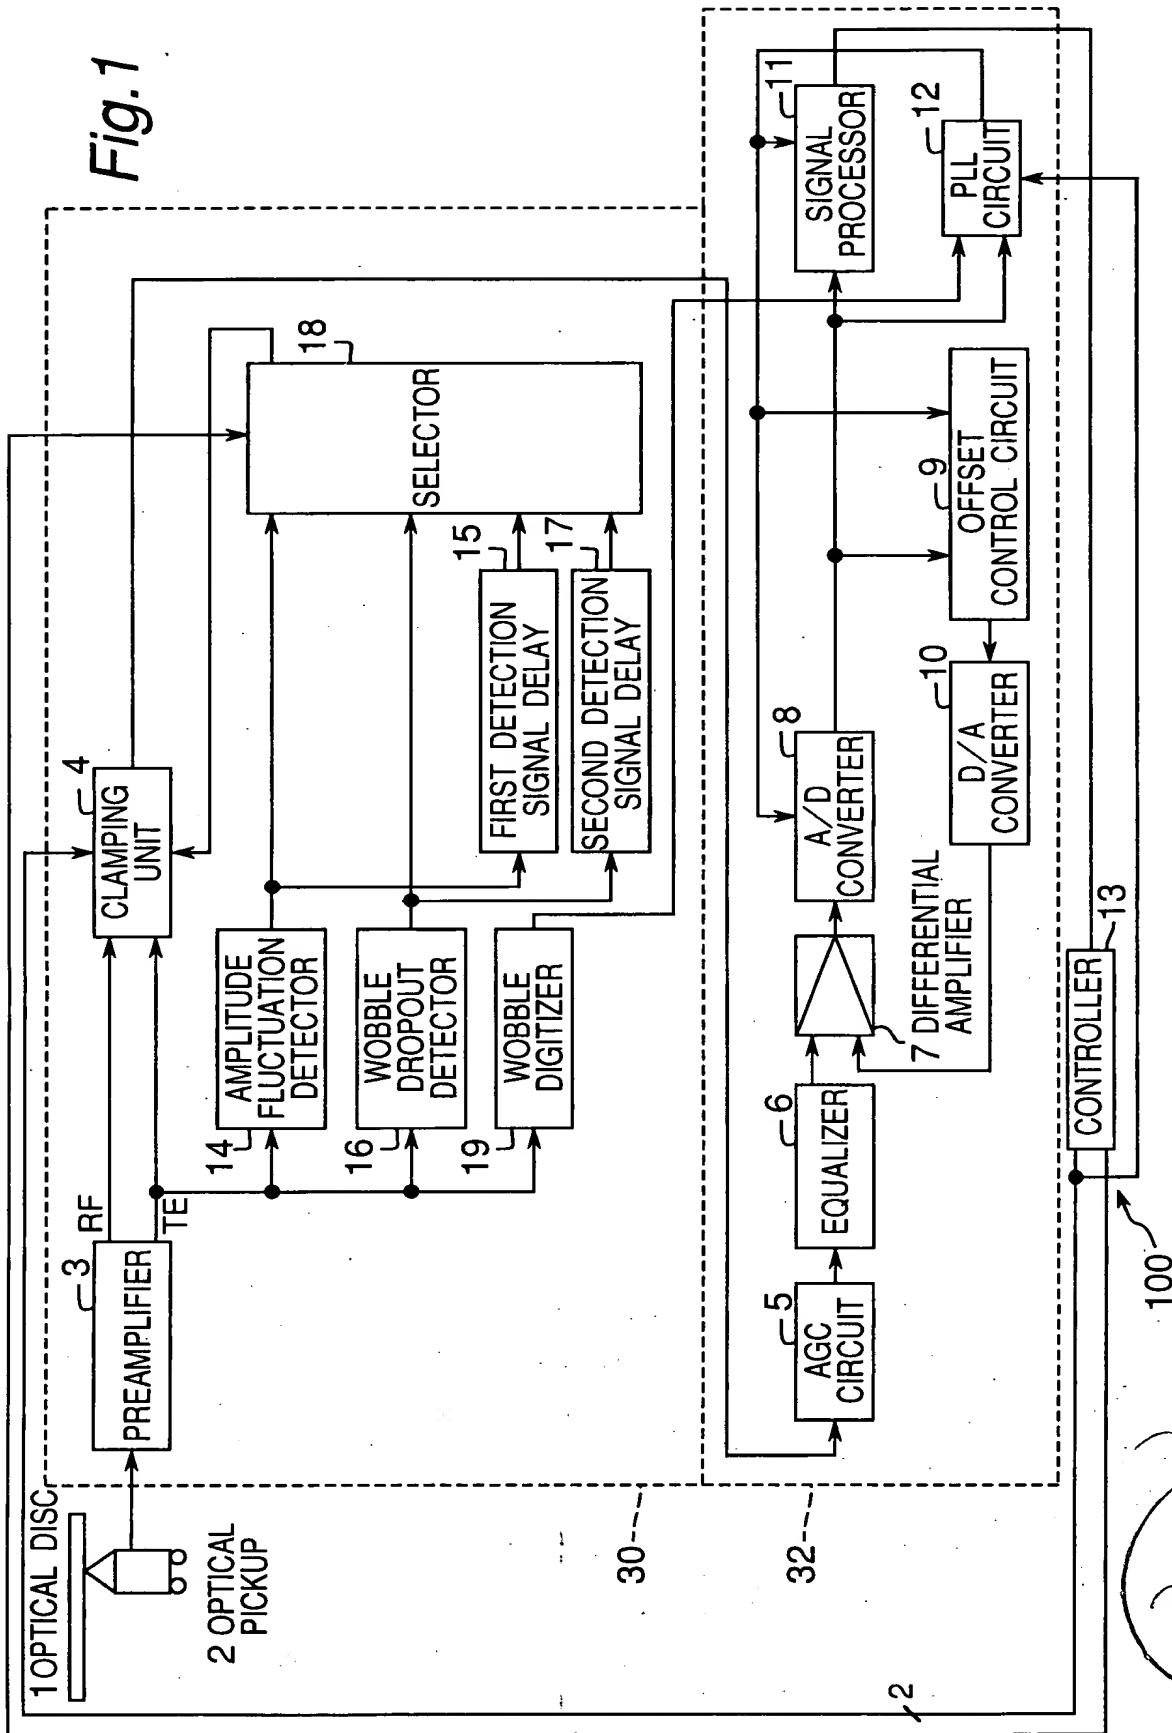 Fig.1
1 OPTICAL DISC
2 OPTICAL
PICKUP
3
PREAMPLIFIER
RF
TE
4
CLAMPING
UNIT
14
AMPLITUDE
FLUCTUATION
DETECTOR
16
WOBBLE
DROPOUT
DETECTOR
19
WOBBLE
DIGITIZER
15
FIRST DETECTION
SIGNAL DELAY
17
SECOND DETECTION
SIGNAL DELAY
18
SELECTOR
30
32
5
AGC
CIRCUIT
6
EQUALIZER
7 DIFFERENTIAL
AMPLIFIER
8
A/D
CONVERTER
9
OFFSET
CONTROL CIRCUIT
10
D/A
CONVERTER
11
SIGNAL
PROCESSOR
12
PLL
CIRCUIT
13
CONTROLLER
100
2